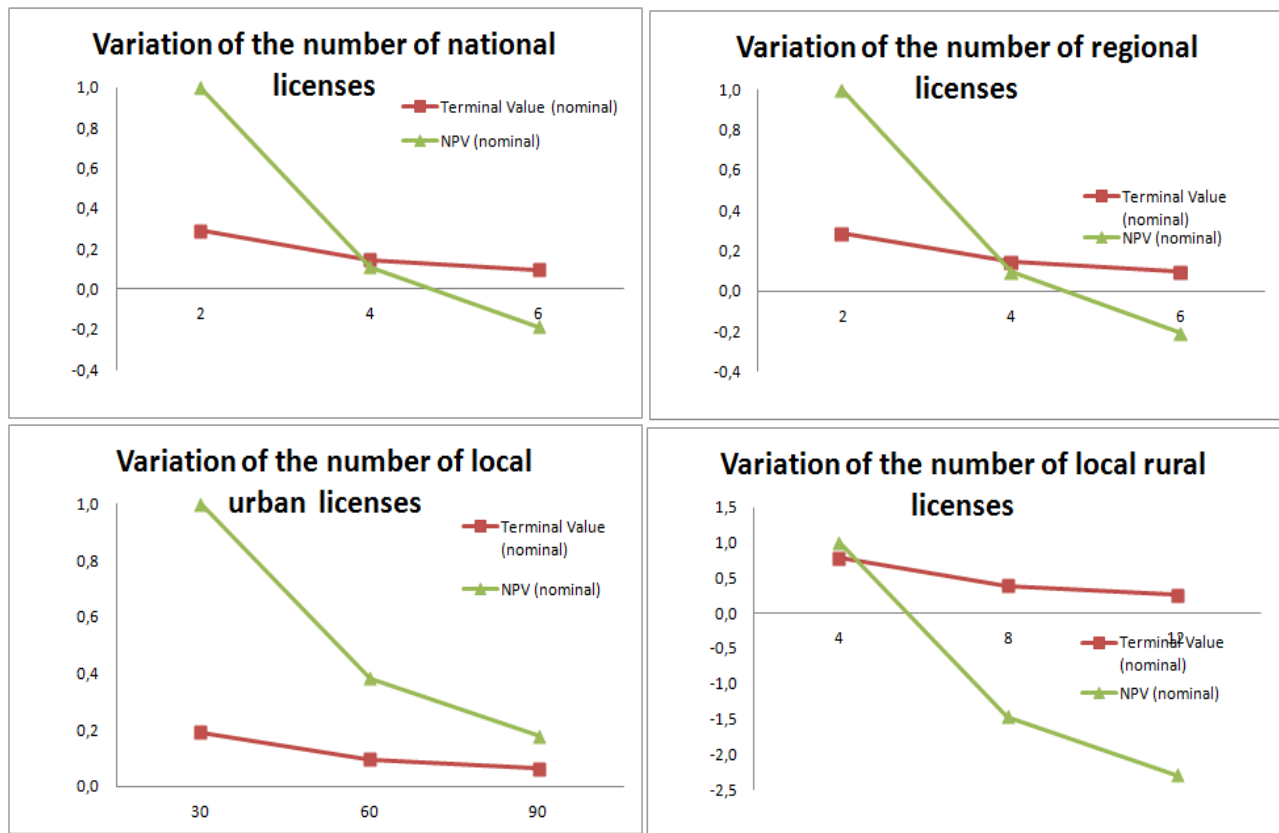 Variation of the number of national
licenses
1,0
0,8
0,6
0,4
0,2
0,0
-0,2
-0,4
2
4
6
Terminal Value (nominal)
NPV (nominal)
Variation of the number of regional
licenses
1,0
0,8
0,6
0,4
0,2
0,0
-0,2
-0,4
2
4
6
Terminal Value
(nominal)
NPV (nominal)
Variation of the number of local
urban licenses
1,0
0,8
0,6
0,4
0,2
0,0
30
60
90
Terminal Value
(nominal)
NPV (nominal)
Variation of the number of local rural
licenses
1,5
1,0
0,5
0,0
-0,5
-1,0
-1,5
-2,0
-2,5
4
8
12
Terminal Value
(nominal)
NPV (nominal)